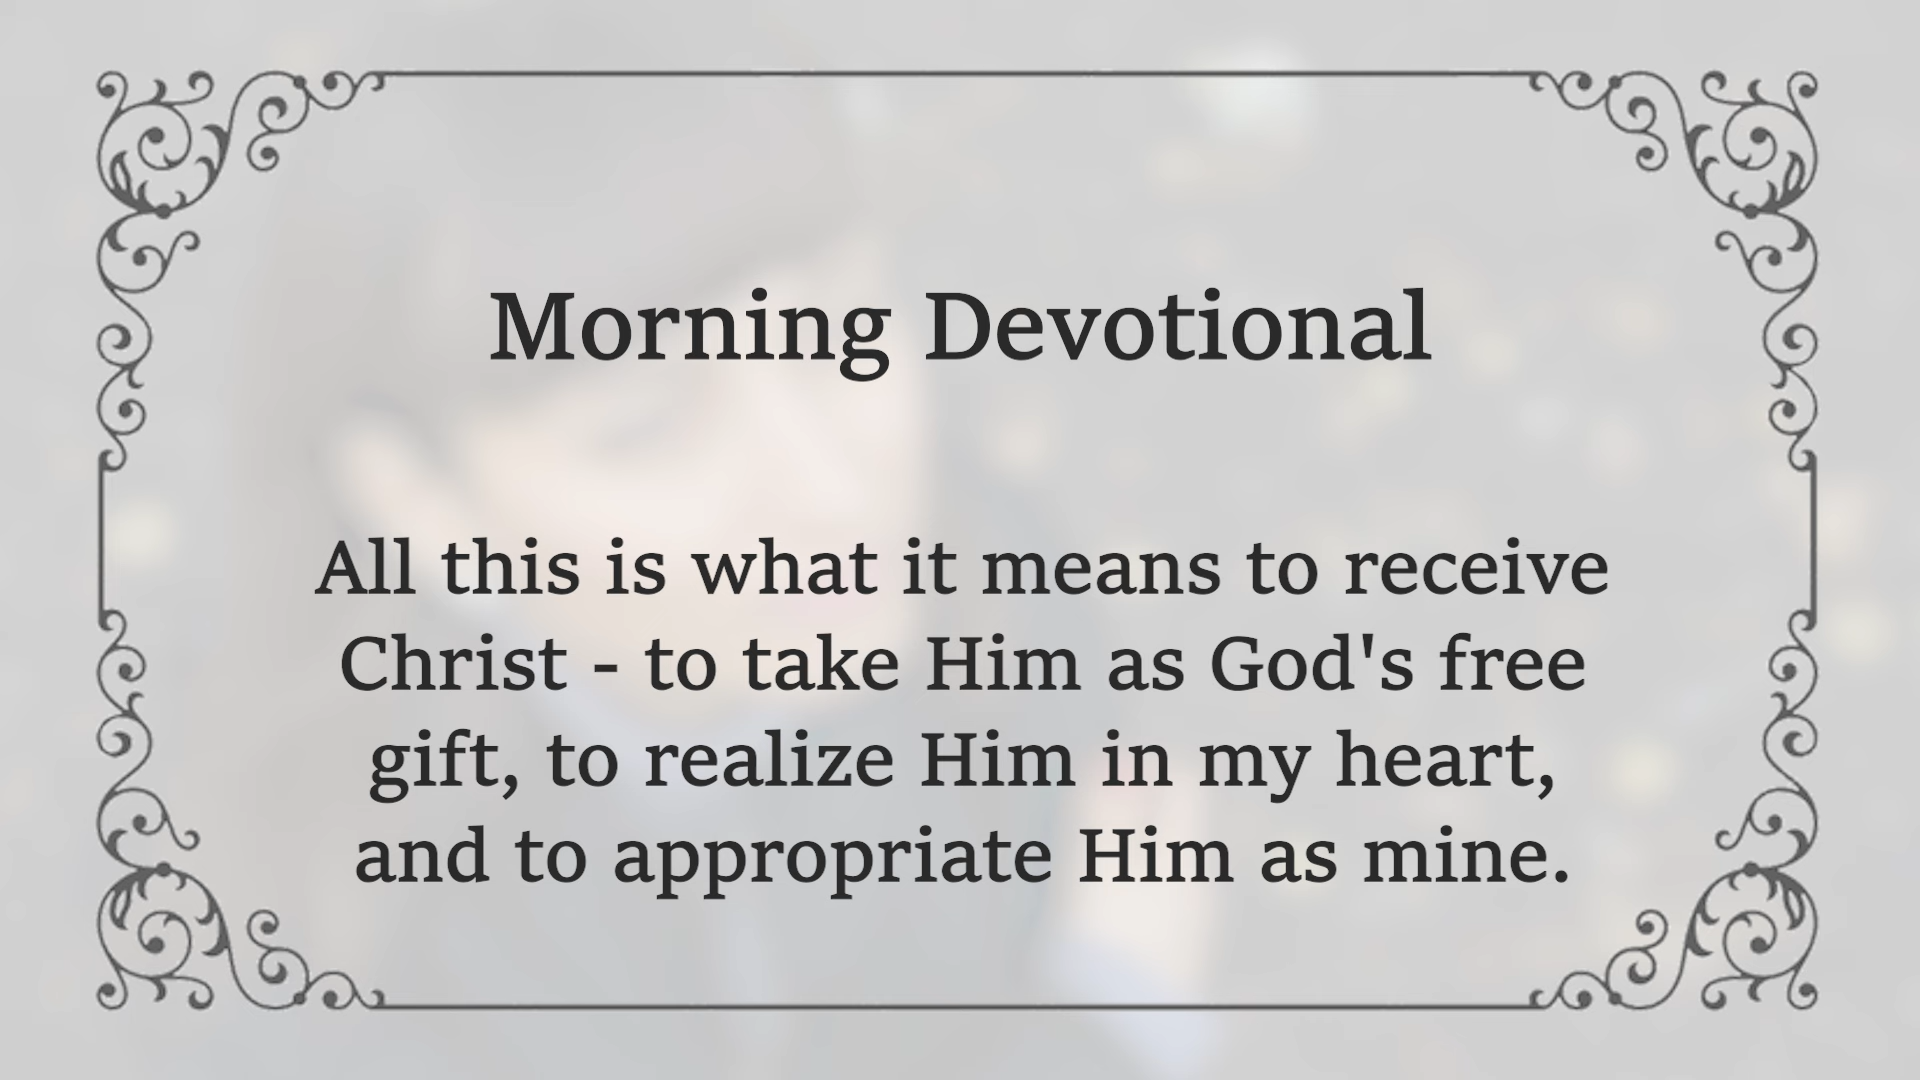 Morning Devotional
All this is what it means to receive
Christ - to take Him as God's free
gift, to realize Him in my heart,
and to appropriate Him as mine.